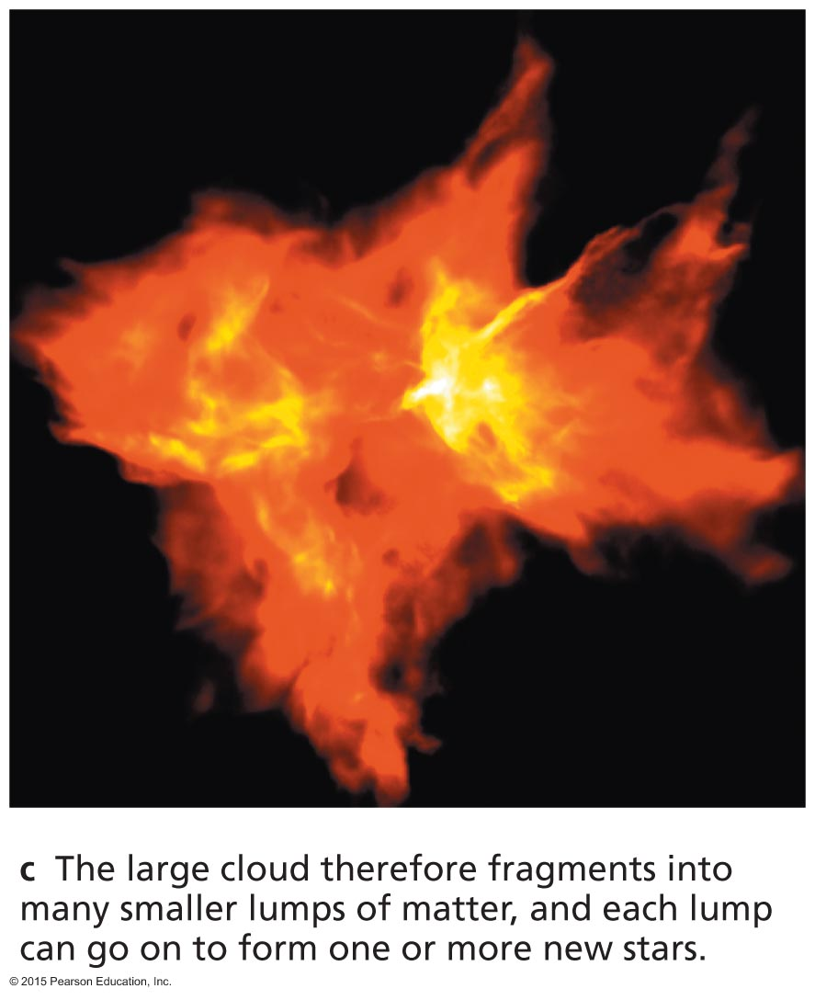 c The large cloud therefore fragments into
many smaller lumps of matter, and each lump
can go on to form one or more new stars.
© 2015 Pearson Education, Inc.